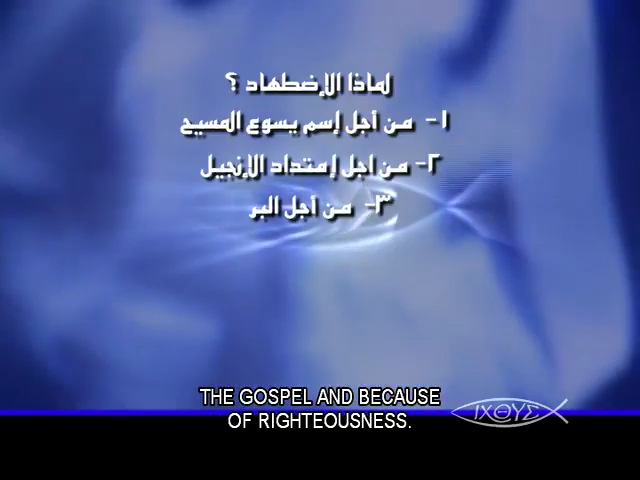 لماذا الإضطهاد ؟
١- من أجل إسم يسوع المسيح
٢- من اجل إمتداد الإنجيل
٣- من أجل البر
THE GOSPEL AND BECAUSE
OF RIGHTEOUSNESS.
ΙΧΘΥΣ